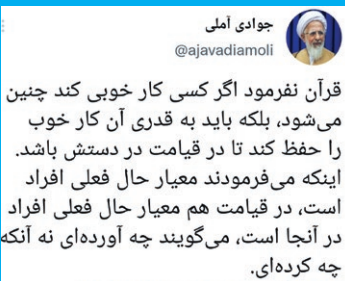 جوادی آملی
@ajavadiamoli
قرآن نفرمود اگر کسی کار خوبی کند چنین
می‌شود، بلکه باید به قدری آن کار خوب
را حفظ کند تا در قیامت در دستش باشد.
اینکه می‌فرمودند معیار حال فعلی افراد
است، در قیامت هم معیار حال فعلی افراد
در آنجا است، می‌گویند چه آورده‌ای نه آنکه
چه کرده‌ای.